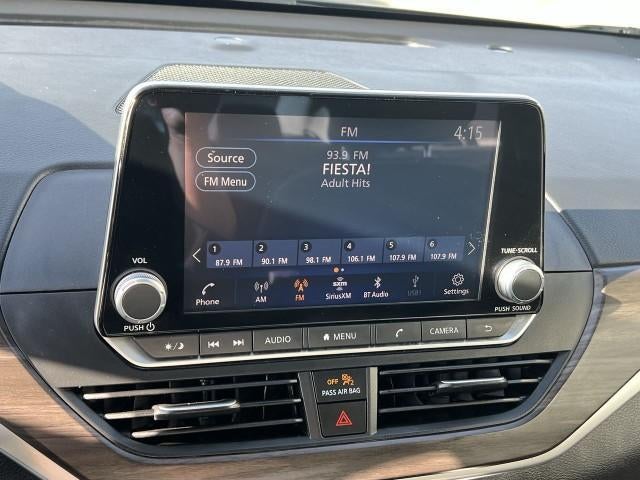 FM
4:15
Source
93.9 FM
FIESTA!
FM Menu
Adult Hits
1 2 3 4 5 6
87.9 FM 90.1 FM 98.1 FM 106.1 FM 107.9 FM 107.9 FM
Phone AM FM SiriusXM BT Audio USB1 Settings
sxm
VOL
TUNE·SCROLL
PUSH
PUSH SOUND
AUDIO MENU CAMERA
OFF 2
PASS AIR BAG